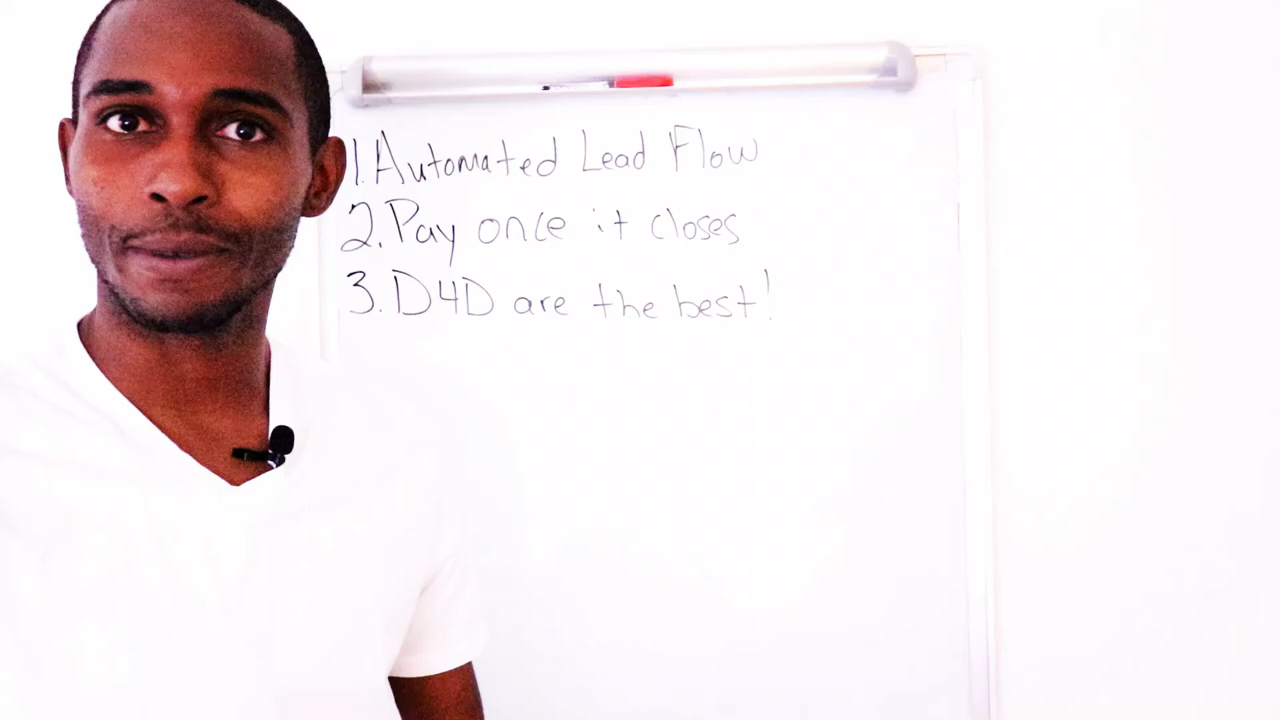 1. Automated Lead Flow
2. Pay once it closes
3. D4D are the best!